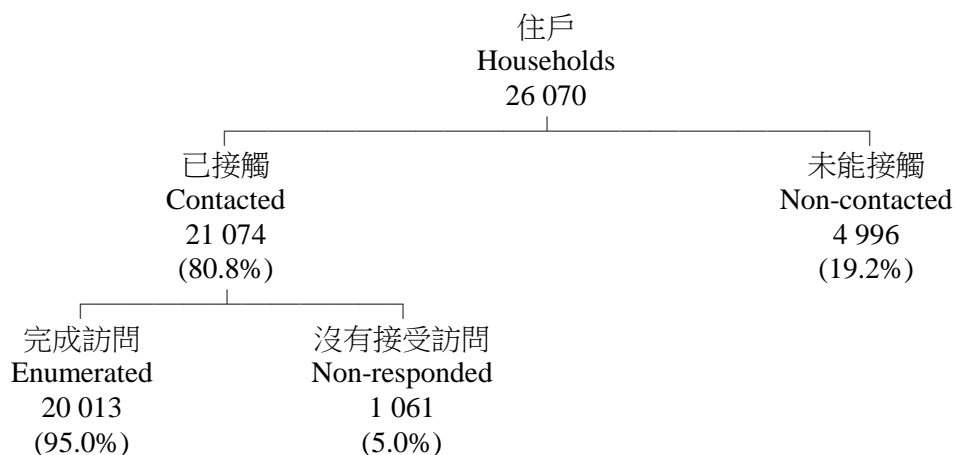 住戶
Households
26 070
已接觸
Contacted
21 074
(80.8%)
未能接觸
Non-contacted
4 996
(19.2%)
完成訪問
Enumerated
20 013
(95.0%)
沒有接受訪問
Non-responded
1 061
(5.0%)